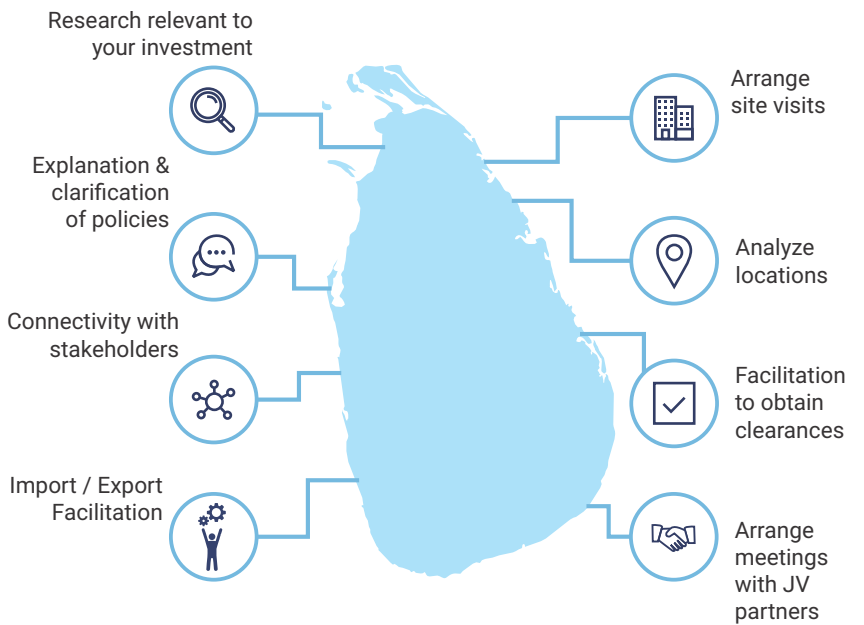 Research relevant to
your investment
Explanation &
clarification
of policies
Connectivity with
stakeholders
Import / Export
Facilitation
Arrange
site visits
Analyze
locations
Facilitation
to obtain
clearances
Arrange
meetings
with JV
partners